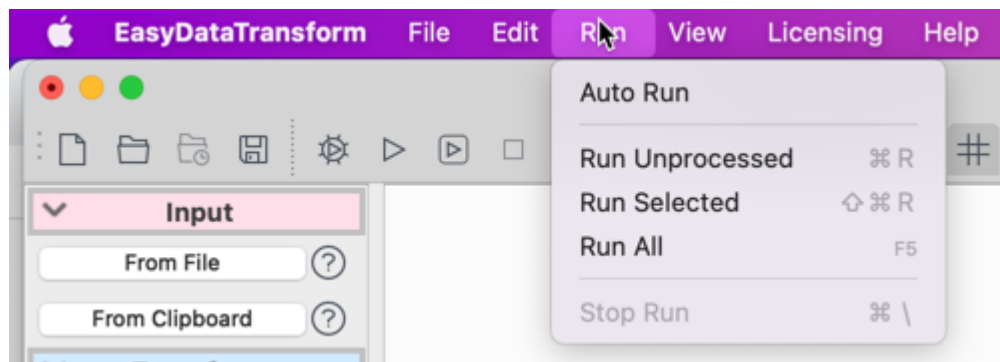 EasyDataTransform File Edit Run View Licensing Help
Auto Run
Run Unprocessed ⌘ R
Run Selected ⇧ ⌘ R
Run All F5
Stop Run ⌘ \
Input
From File ?
From Clipboard ?